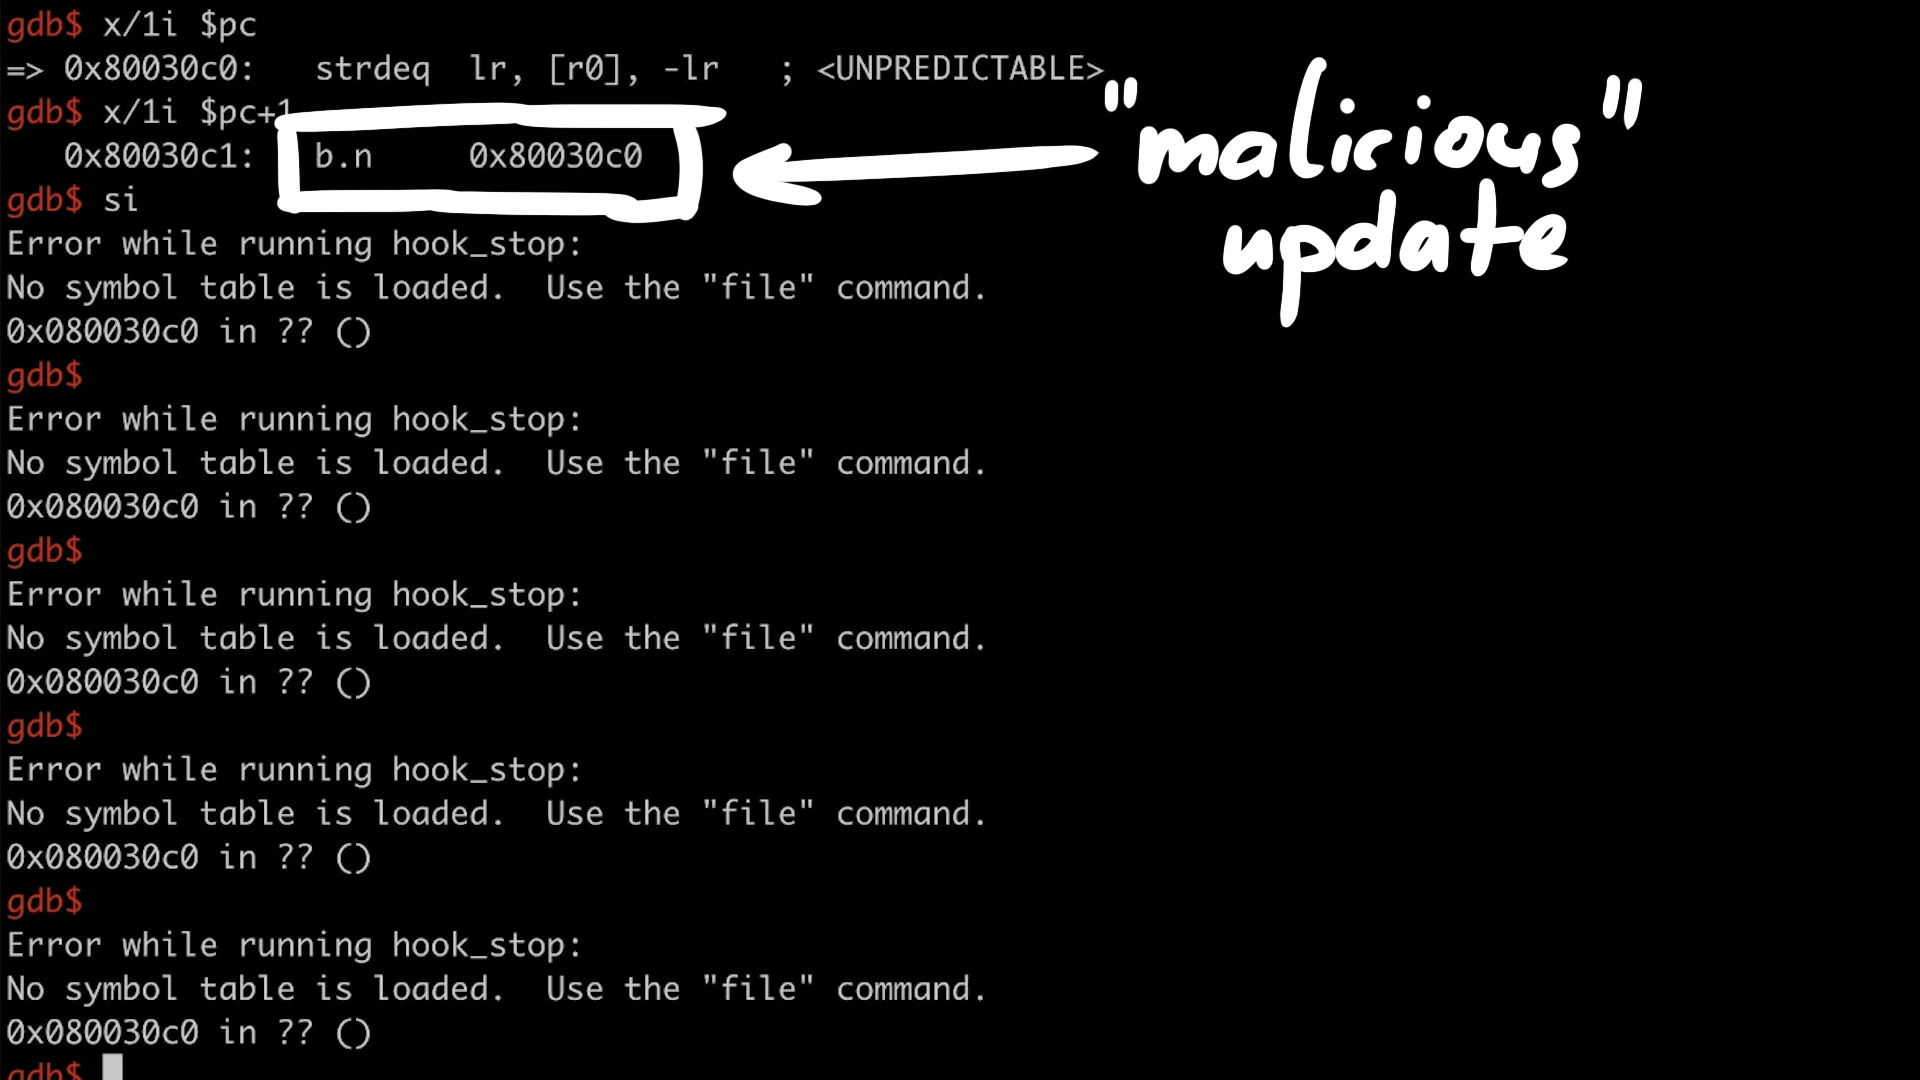 gdb$ x/1i $pc
=> 0x80030c0:   strdeq  lr, [r0], -lr   ; <UNPREDICTABLE>
gdb$ x/1i $pc+1
   0x80030c1:   b.n     0x80030c0
"malicious"
update
gdb$ si
Error while running hook_stop:
No symbol table is loaded.  Use the "file" command.
0x080030c0 in ?? ()
gdb$
Error while running hook_stop:
No symbol table is loaded.  Use the "file" command.
0x080030c0 in ?? ()
gdb$
Error while running hook_stop:
No symbol table is loaded.  Use the "file" command.
0x080030c0 in ?? ()
gdb$
Error while running hook_stop:
No symbol table is loaded.  Use the "file" command.
0x080030c0 in ?? ()
gdb$
Error while running hook_stop:
No symbol table is loaded.  Use the "file" command.
0x080030c0 in ?? ()
gdb$